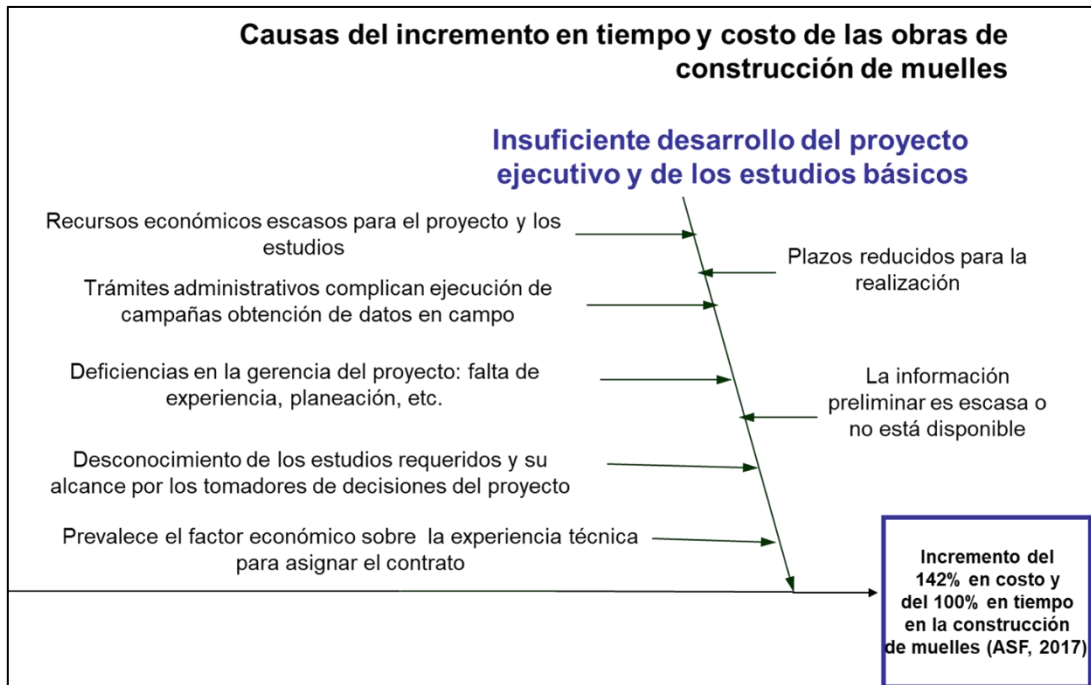 Causas del incremento en tiempo y costo de las obras de
construcción de muelles
Insuficiente desarrollo del proyecto
ejecutivo y de los estudios básicos
Recursos económicos escasos para el proyecto y los
estudios
Plazos reducidos para la
realización
Trámites administrativos complican ejecución de
campañas obtención de datos en campo
Deficiencias en la gerencia del proyecto: falta de
experiencia, planeación, etc.
La información
preliminar es escasa o
no está disponible
Desconocimiento de los estudios requeridos y su
alcance por los tomadores de decisiones del proyecto
Prevalece el factor económico sobre la experiencia técnica
para asignar el contrato
Incremento del
142% en costo y
del 100% en tiempo
en la construcción
de muelles (ASF, 2017)